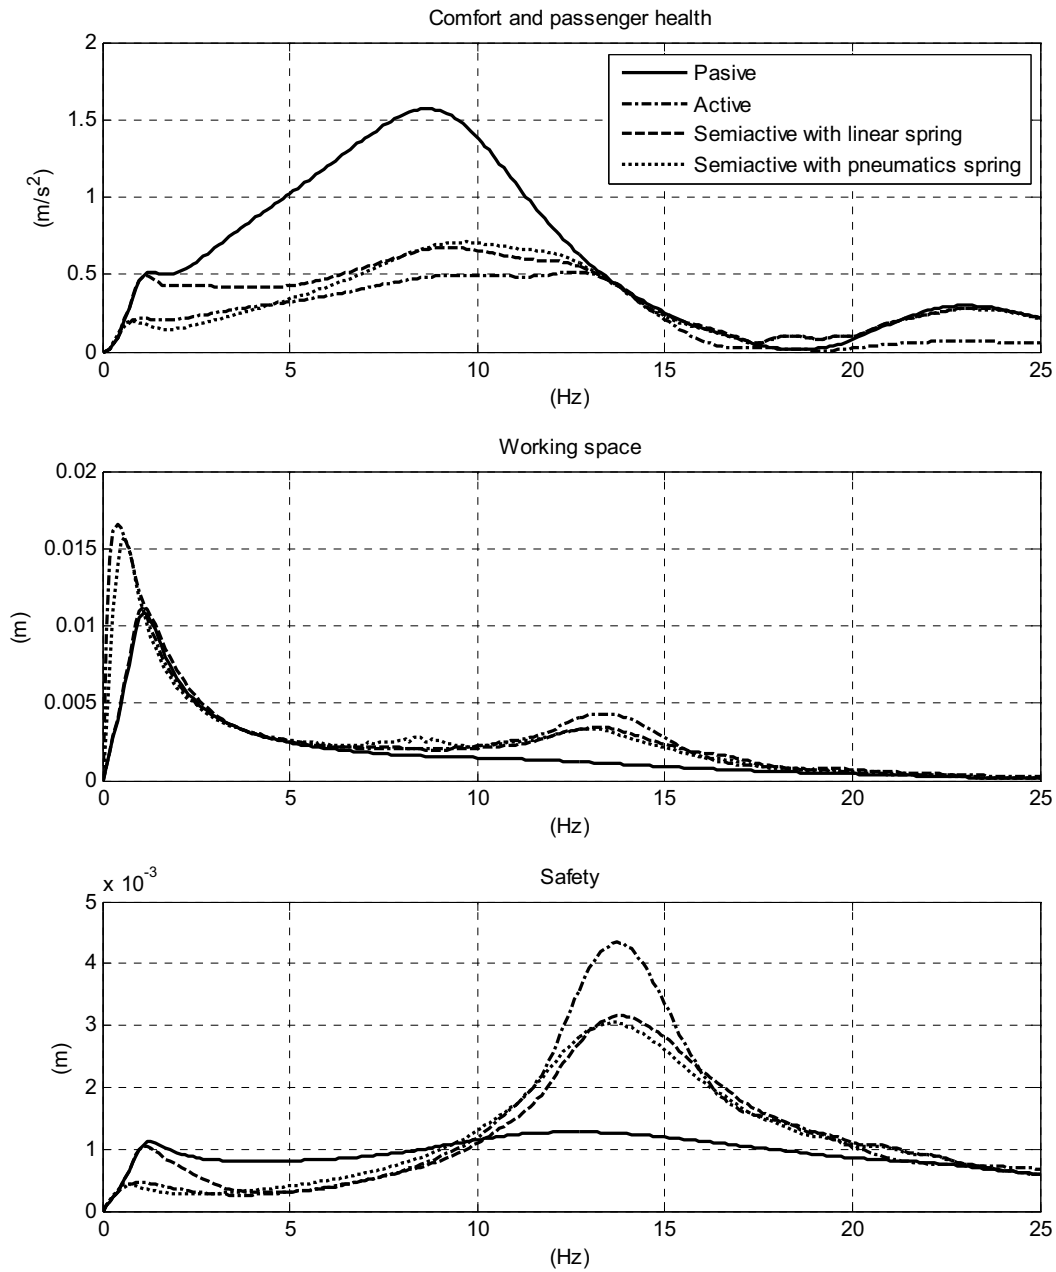 Comfort and passenger health
2
1.5
1
0.5
0
(m/s²)
Pasive
Active
Semiactive with linear spring
Semiactive with pneumatics spring
0 5 10 15 20 25
(Hz)
Working space
0.02
0.015
0.01
0.005
0
(m)
0 5 10 15 20 25
(Hz)
Safety
x 10⁻³
5
4
3
2
1
0
(m)
0 5 10 15 20 25
(Hz)